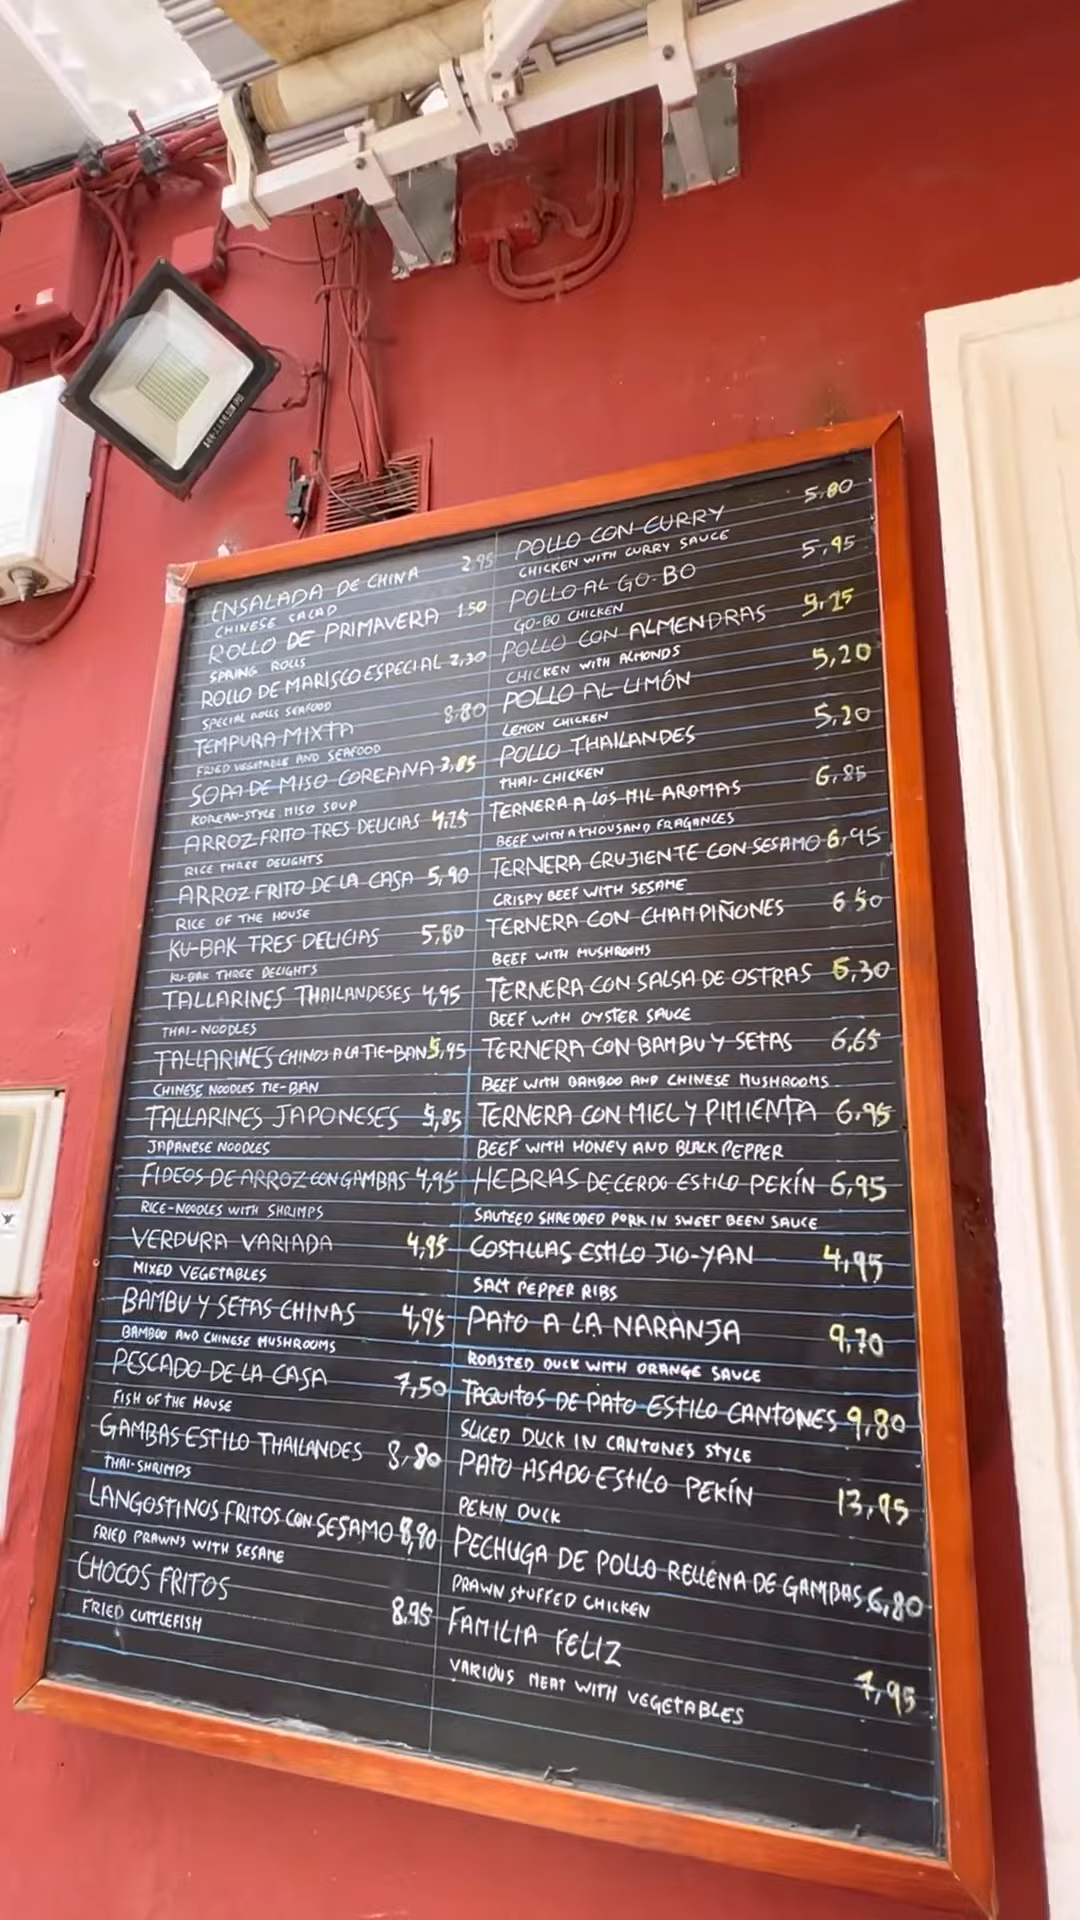 ENSALADA DE CHINA 2.95
CHINESE SALAD
ROLLO DE PRIMAVERA 1.50
SPRING ROLLS
ROLLO DE MARISCO ESPECIAL 2,30
SPECIAL ROLLS SEAFOOD
TEMPURA MIXTA 8.80
FRIED VEGETABLE AND SEAFOOD
SOPA DE MISO COREANA 3,85
KOREAN-STYLE MISO SOUP
ARROZ FRITO TRES DELICIAS 4,75
RICE THREE DELIGHTS
ARROZ FRITO DE LA CASA 5,90
RICE OF THE HOUSE
KU-BAK TRES DELICIAS 5,80
KU-BAK THREE DELIGHTS
TALLARINES THAILANDESES 4,95
THAI-NOODLES
TALLARINES CHINOS A LA TIE-BAN 5,95
CHINESE NOODLES TIE-BAN
TALLARINES JAPONESES 5,85
JAPANESE NOODLES
FIDEOS DE ARROZ CON GAMBAS 4,95
RICE-NOODLES WITH SHRIMPS
VERDURA VARIADA 4,95
MIXED VEGETABLES
BAMBU Y SETAS CHINAS 4,95
BAMBOO AND CHINESE MUSHROOMS
PESCADO DE LA CASA 7,50
FISH OF THE HOUSE
GAMBAS ESTILO THAILANDES 8,80
THAI-SHRIMPS
LANGOSTINOS FRITOS CON SESAMO 8,90
FRIED PRAWNS WITH SESAME
CHOCOS FRITOS 8.95
FRIED CUTTLEFISH
POLLO CON CURRY 5.80
CHICKEN WITH CURRY SAUCE
POLLO AL GO-BO 5,95
GO-BO CHICKEN
POLLO CON ALMENDRAS
CHICKEN WITH ALMONDS
POLLO AL LIMÓN 5,20
LEMON CHICKEN
POLLO THAILANDES 5,20
THAI-CHICKEN
TERNERA A LOS MIL AROMAS 6,85
BEEF WITH A THOUSAND FRAGANCES
TERNERA CRUJIENTE CON SESAMO 6,95
CRISPY BEEF WITH SESAME
TERNERA CON CHAMPIÑONES 6 50
BEEF WITH MUSHROOMS
TERNERA CON SALSA DE OSTRAS 6,30
BEEF WITH OYSTER SAUCE
TERNERA CON BAMBU Y SETAS 6,65
BEEF WITH BAMBOO AND CHINESE MUSHROOMS
TERNERA CON MIEL Y PIMIENTA 6,95
BEEF WITH HONEY AND BLACK PEPPER
HEBRAS DE CERDO ESTILO PEKÍN 6,95
SAUTEED SHREDDED PORK IN SWEET BEEN SAUCE
COSTILLAS ESTILO JIO-YAN 4,95
SALT PEPPER RIBS
PATO A LA NARANJA 9,70
ROASTED DUCK WITH ORANGE SAUCE
TAQUITOS DE PATO ESTILO CANTONES 9,80
SLICED DUCK IN CANTONES STYLE
PATO ASADO ESTILO PEKÍN 13,95
PEKIN DUCK
PECHUGA DE POLLO RELLENA DE GAMBAS 6,80
PRAWN STUFFED CHICKEN
FAMILIA FELIZ 7,95
VARIOUS MEAT WITH VEGETABLES